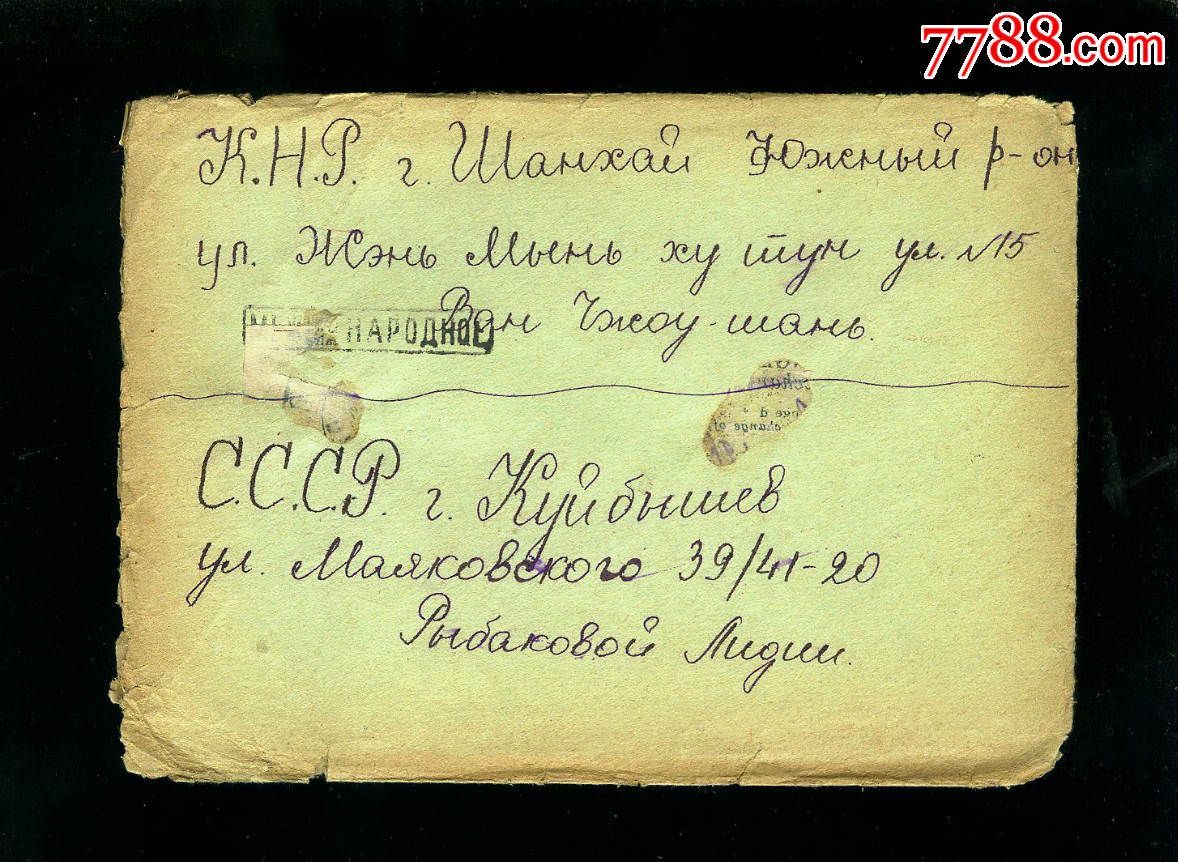 7788.com
К.Н.Р. г. Шанхай Южный р-он
ул. Жэнь Мынь ху тун ул. №15
Ван Чжоу-шань.
МЕЖДУНАРОДНОЕ
С.С.С.Р. г. Куйбышев
ул. Маяковского 39/41-20
Рыбаковой Лидии.